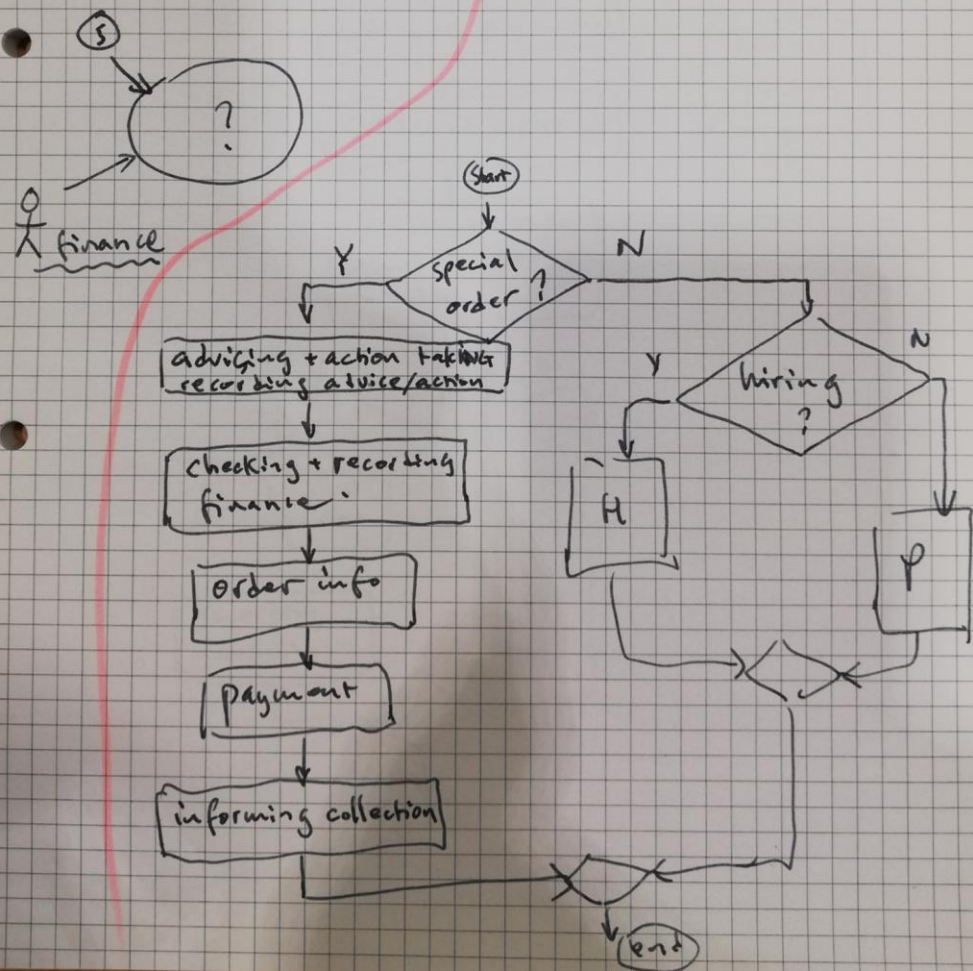 S
?
finance
Start
Y
special
order ?
N
advicing + action taking
recording advice/action
Y
hiring
?
N
checking + recording
finance.
H
P
Order info
payment
informing collection
end